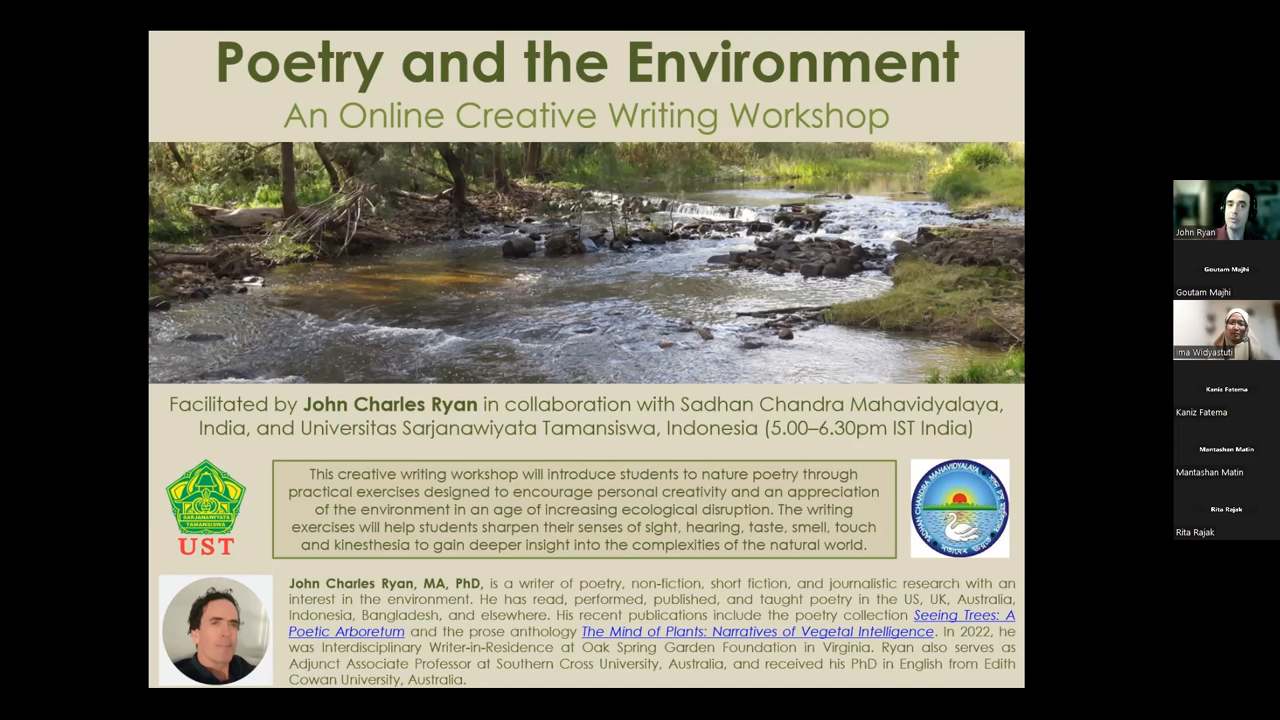 Poetry and the Environment
An Online Creative Writing Workshop
Facilitated by John Charles Ryan in collaboration with Sadhan Chandra Mahavidyalaya,
India, and Universitas Sarjanawiyata Tamansiswa, Indonesia (5.00–6.30pm IST India)
SARJANAWIYATA
TAMANSISWA
UST
This creative writing workshop will introduce students to nature poetry through
practical exercises designed to encourage personal creativity and an appreciation
of the environment in an age of increasing ecological disruption. The writing
exercises will help students sharpen their senses of sight, hearing, taste, smell, touch
and kinesthesia to gain deeper insight into the complexities of the natural world.
John Charles Ryan, MA, PhD, is a writer of poetry, non-fiction, short fiction, and journalistic research with an
interest in the environment. He has read, performed, published, and taught poetry in the US, UK, Australia,
Indonesia, Bangladesh, and elsewhere. His recent publications include the poetry collection Seeing Trees: A
Poetic Arboretum and the prose anthology The Mind of Plants: Narratives of Vegetal Intelligence. In 2022, he
was Interdisciplinary Writer-in-Residence at Oak Spring Garden Foundation in Virginia. Ryan also serves as
Adjunct Associate Professor at Southern Cross University, Australia, and received his PhD in English from Edith
Cowan University, Australia.
John Ryan
Goutam Majhi
Goutam Majhi
Ima Widyastuti
Kaniz Fatema
Kaniz Fatema
Mantashan Matin
Mantashan Matin
Rita Rajak
Rita Rajak